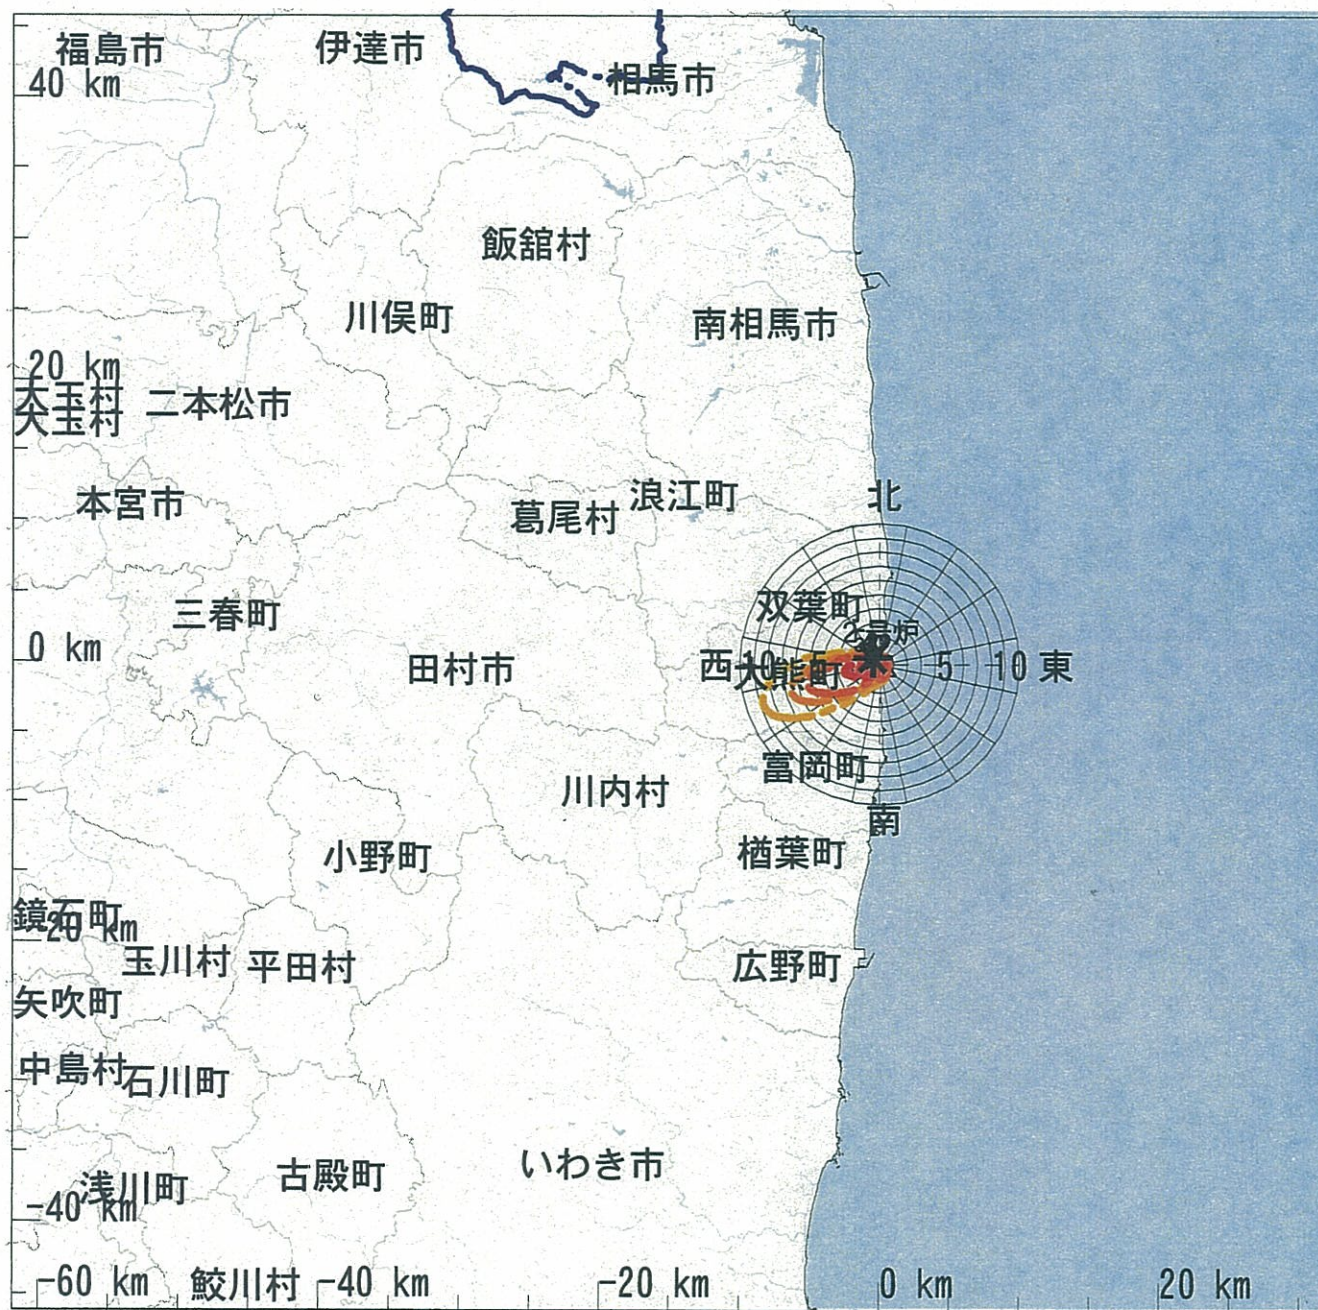 福島市
伊達市
相馬市
40 km
飯舘村
川俣町
南相馬市
20 km
大玉村
二本松市
大玉村
本宮市
葛尾村
浪江町
北
三春町
双葉町
2号炉
0 km
田村市
西
10
5
大熊町
5
10
東
富岡町
川内村
南
小野町
楢葉町
鏡石町
-20 km
玉川村
平田村
広野町
矢吹町
中島村
石川町
いわき市
古殿町
浅川町
-40 km
-60 km
鮫川村
-40 km
-20 km
0 km
20 km